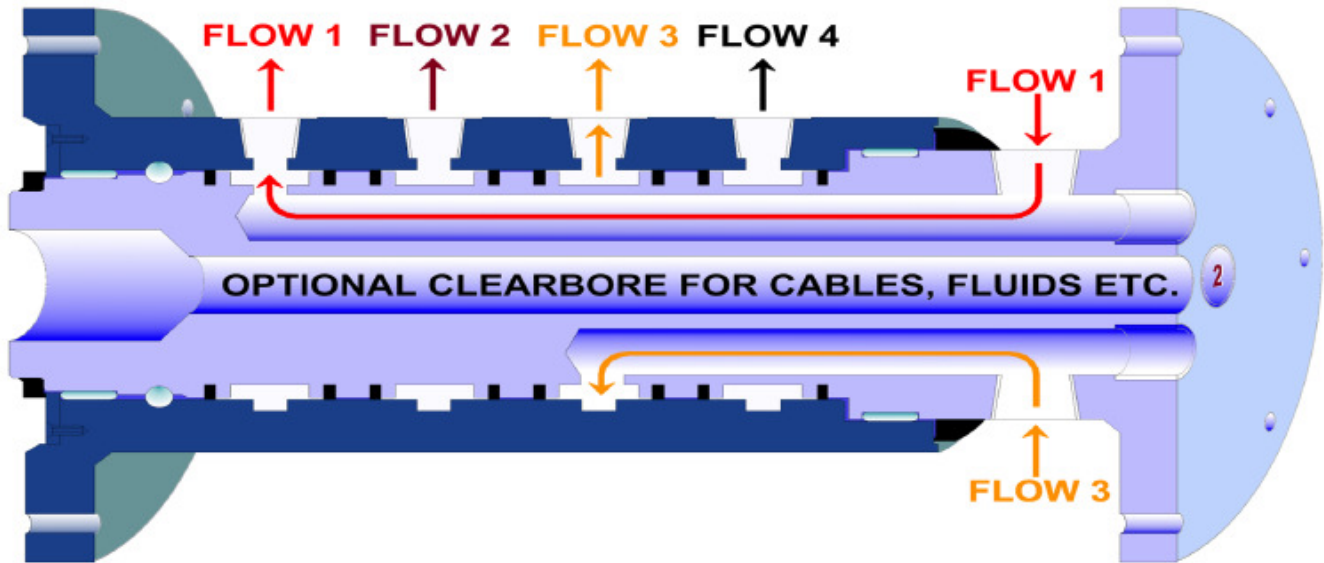 FLOW 1 FLOW 2 FLOW 3 FLOW 4
FLOW 1
OPTIONAL CLEARBORE FOR CABLES, FLUIDS ETC.
2
FLOW 3